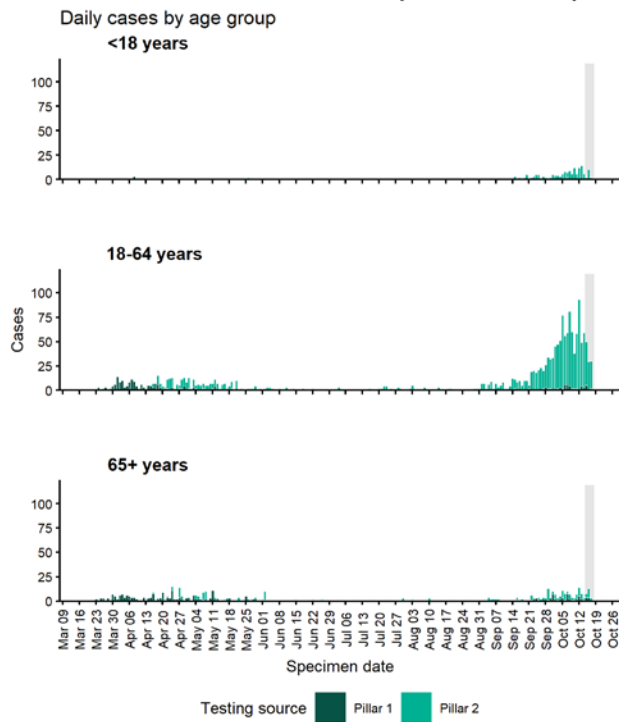 Daily cases by age group
<18 years
100
75
50
25
0
18-64 years
100
75
50
25
0
Cases
65+ years
100
75
50
25
0
Mar 09
Mar 16
Mar 23
Mar 30
Apr 06
Apr 13
Apr 20
Apr 27
May 04
May 11
May 18
May 25
Jun 01
Jun 08
Jun 15
Jun 22
Jun 29
Jul 06
Jul 13
Jul 20
Jul 27
Aug 03
Aug 10
Aug 17
Aug 24
Aug 31
Sep 07
Sep 14
Sep 21
Sep 28
Oct 05
Oct 12
Oct 19
Oct 26
Specimen date
Testing source Pillar 1 Pillar 2